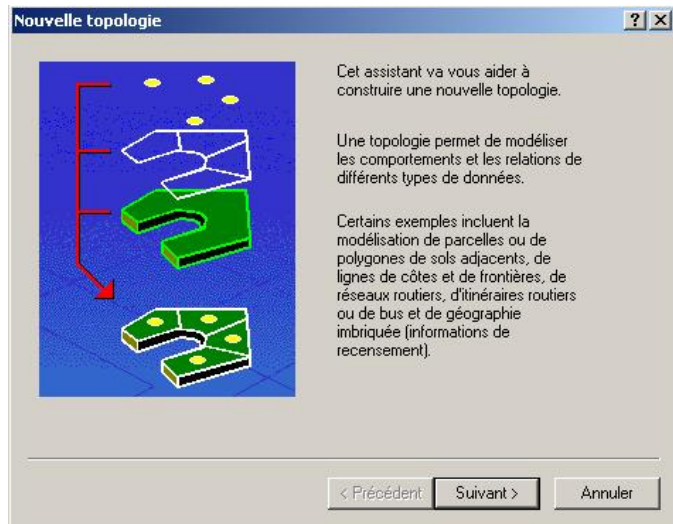 Nouvelle topologie
Cet assistant va vous aider à
construire une nouvelle topologie.
Une topologie permet de modéliser
les comportements et les relations de
différents types de données.
Certains exemples incluent la
modélisation de parcelles ou de
polygones de sols adjacents, de
lignes de côtes et de frontières, de
réseaux routiers, d'itinéraires routiers
ou de bus et de géographie
imbriquée (informations de
recensement).
< Précédent
Suivant >
Annuler